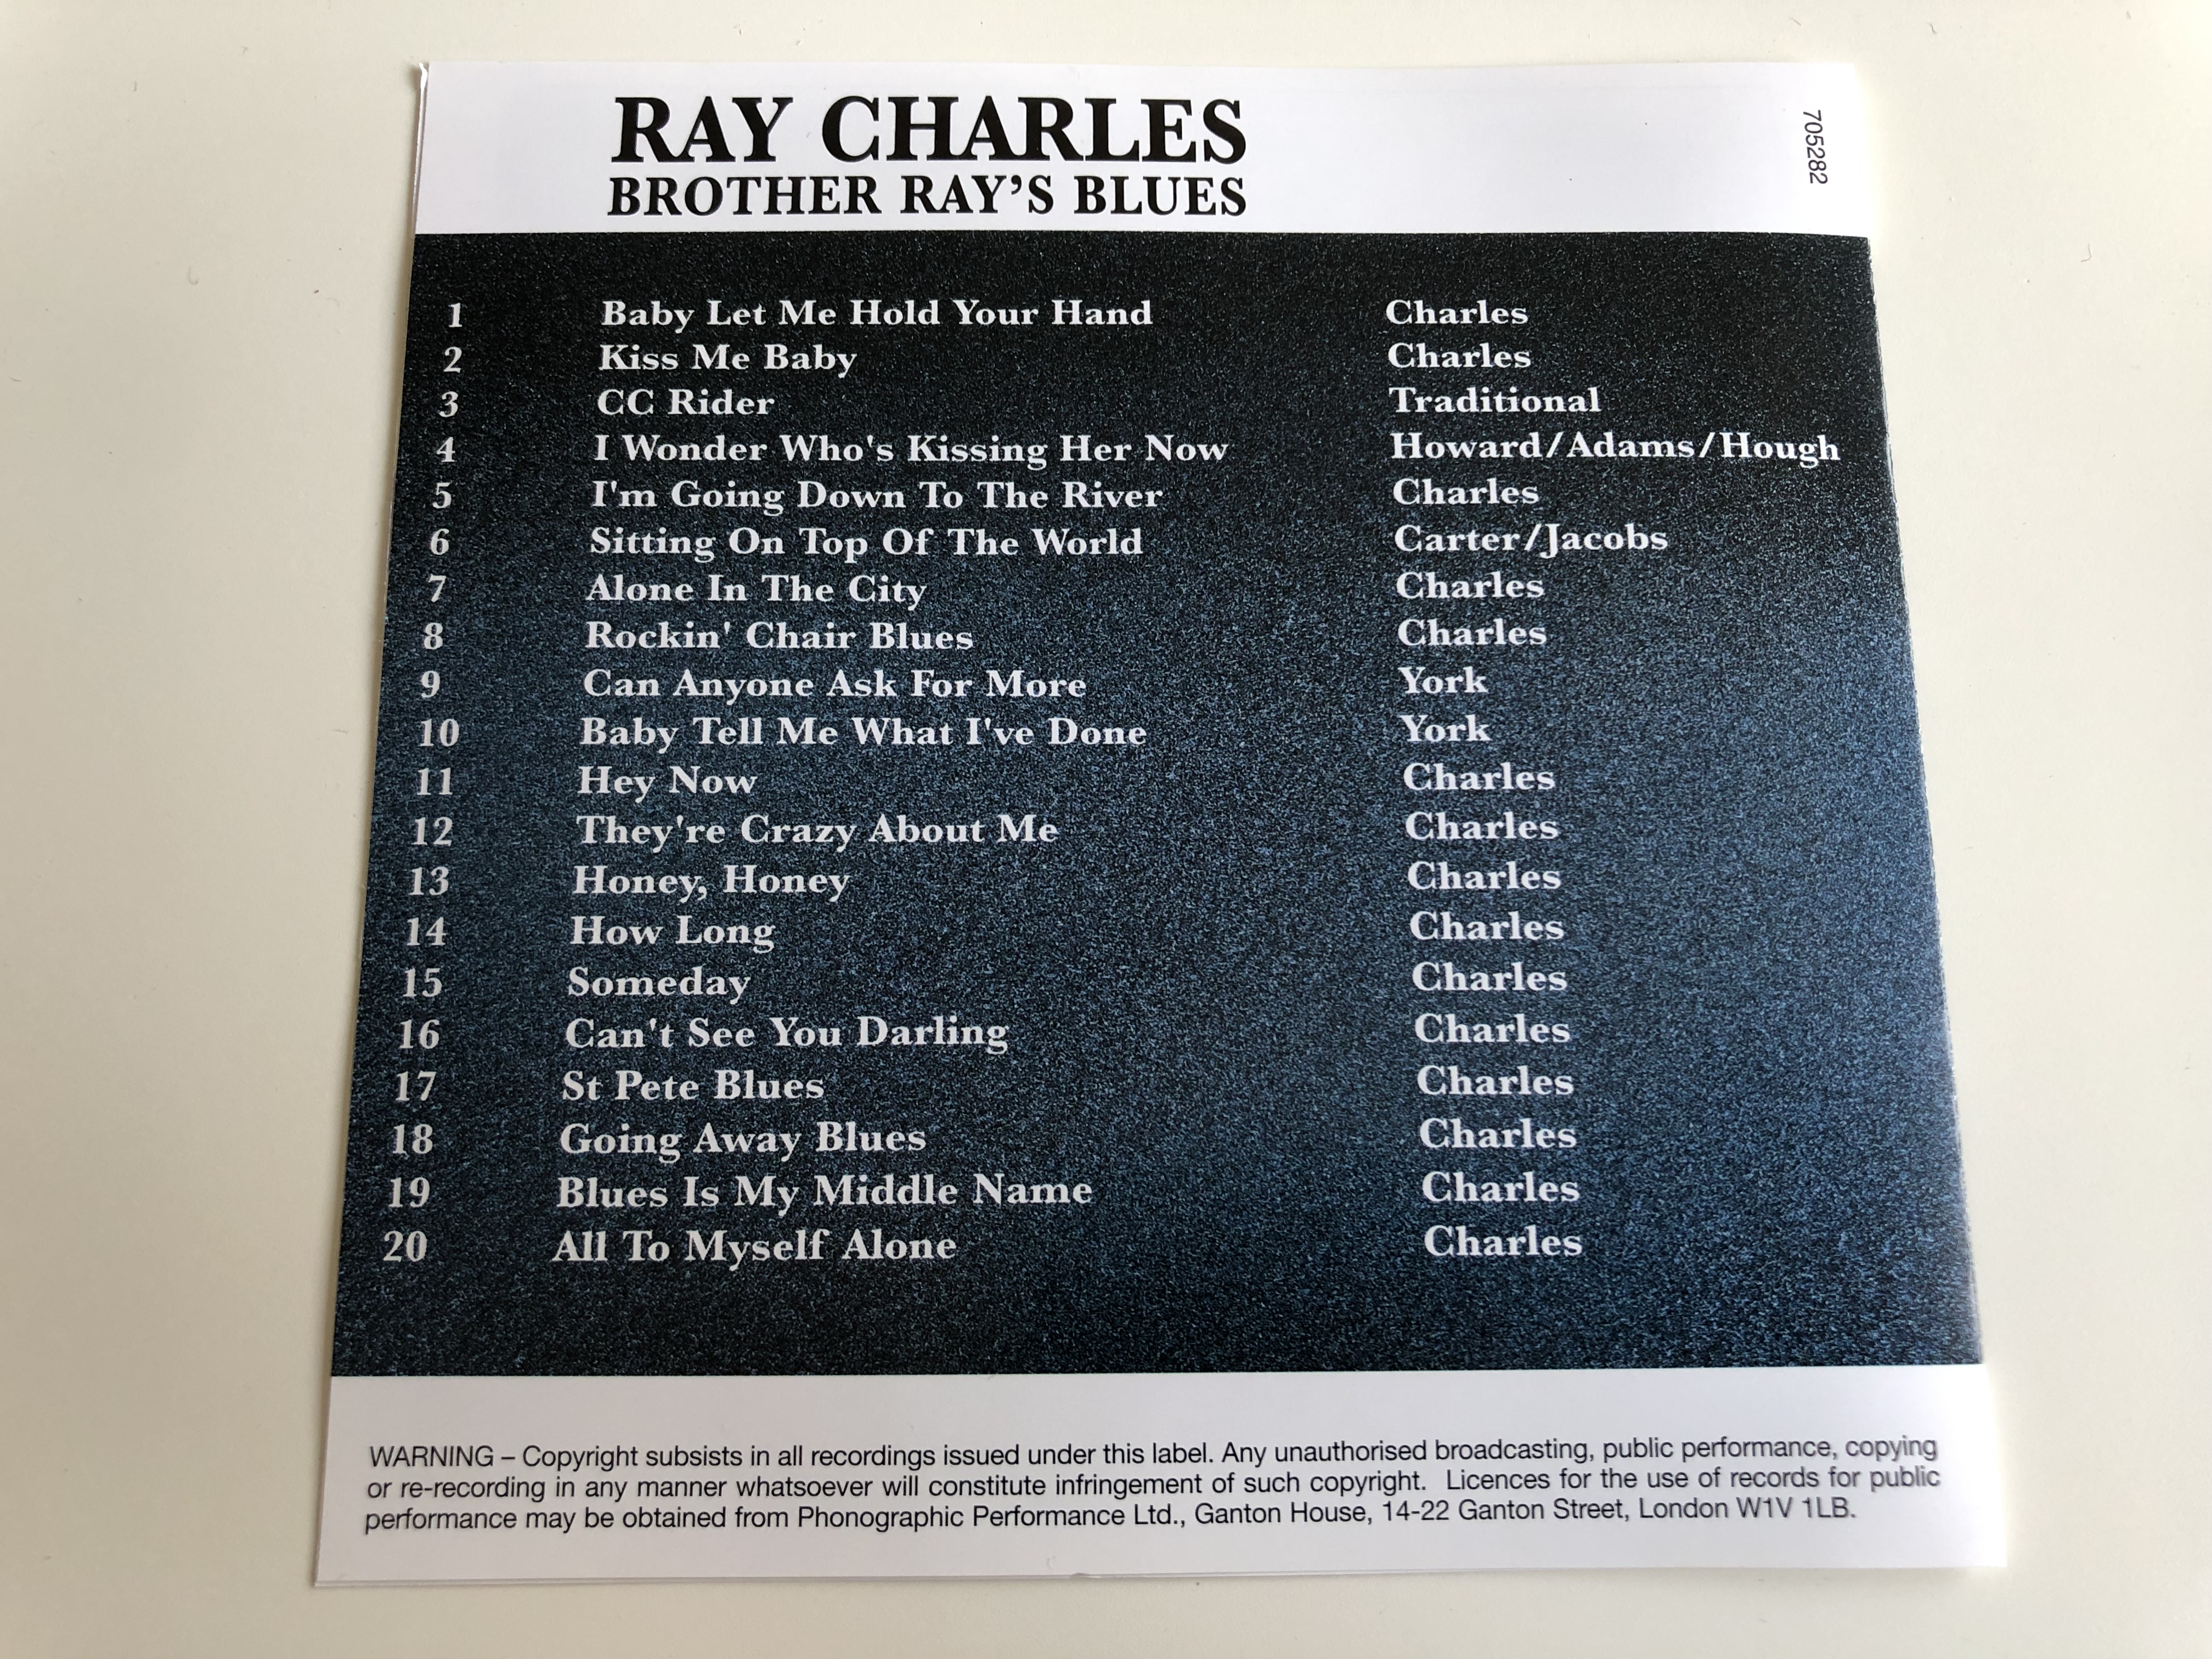 RAY CHARLES
BROTHER RAY'S BLUES
705282
1 Baby Let Me Hold Your Hand Charles
2 Kiss Me Baby Charles
3 CC Rider Traditional
4 I Wonder Who's Kissing Her Now Howard/Adams/Hough
5 I'm Going Down To The River Charles
6 Sitting On Top Of The World Carter/Jacobs
7 Alone In The City Charles
8 Rockin' Chair Blues Charles
9 Can Anyone Ask For More York
10 Baby Tell Me What I've Done York
11 Hey Now Charles
12 They're Crazy About Me Charles
13 Honey, Honey Charles
14 How Long Charles
15 Someday Charles
16 Can't See You Darling Charles
17 St Pete Blues Charles
18 Going Away Blues Charles
19 Blues Is My Middle Name Charles
20 All To Myself Alone Charles
WARNING – Copyright subsists in all recordings issued under this label. Any unauthorised broadcasting, public performance, copying
or re-recording in any manner whatsoever will constitute infringement of such copyright. Licences for the use of records for public
performance may be obtained from Phonographic Performance Ltd., Ganton House, 14-22 Ganton Street, London W1V 1LB.